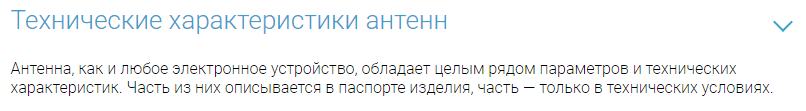 Технические характеристики антенн
Антенна, как и любое электронное устройство, обладает целым рядом параметров и технических
характеристик. Часть из них описывается в паспорте изделия, часть — только в технических условиях.